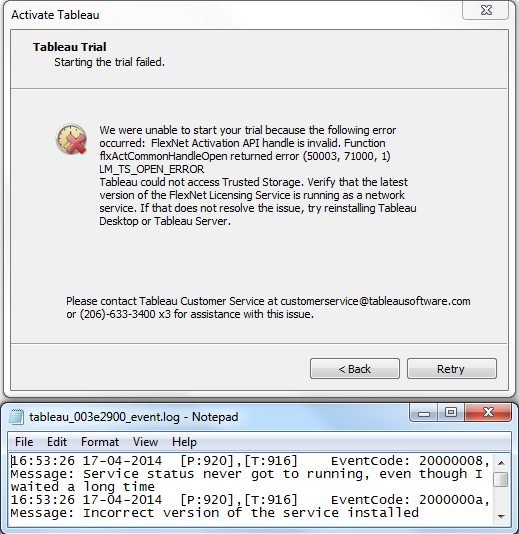 Activate Tableau
Tableau Trial
Starting the trial failed.
We were unable to start your trial because the following error
occurred: FlexNet Activation API handle is invalid. Function
flxActCommonHandleOpen returned error (50003, 71000, 1)
LM_TS_OPEN_ERROR
Tableau could not access Trusted Storage. Verify that the latest
version of the FlexNet Licensing Service is running as a network
service. If that does not resolve the issue, try reinstalling Tableau
Desktop or Tableau Server.
Please contact Tableau Customer Service at customerservice@tableausoftware.com
or (206)-633-3400 x3 for assistance with this issue.
< Back Retry
tableau_003e2900_event.log - Notepad
File Edit Format View Help
16:53:26 17-04-2014 [P:920],[T:916] EventCode: 20000008,
Message: Service status never got to running, even though I
waited a long time
16:53:26 17-04-2014 [P:920],[T:916] EventCode: 2000000a,
Message: Incorrect version of the service installed